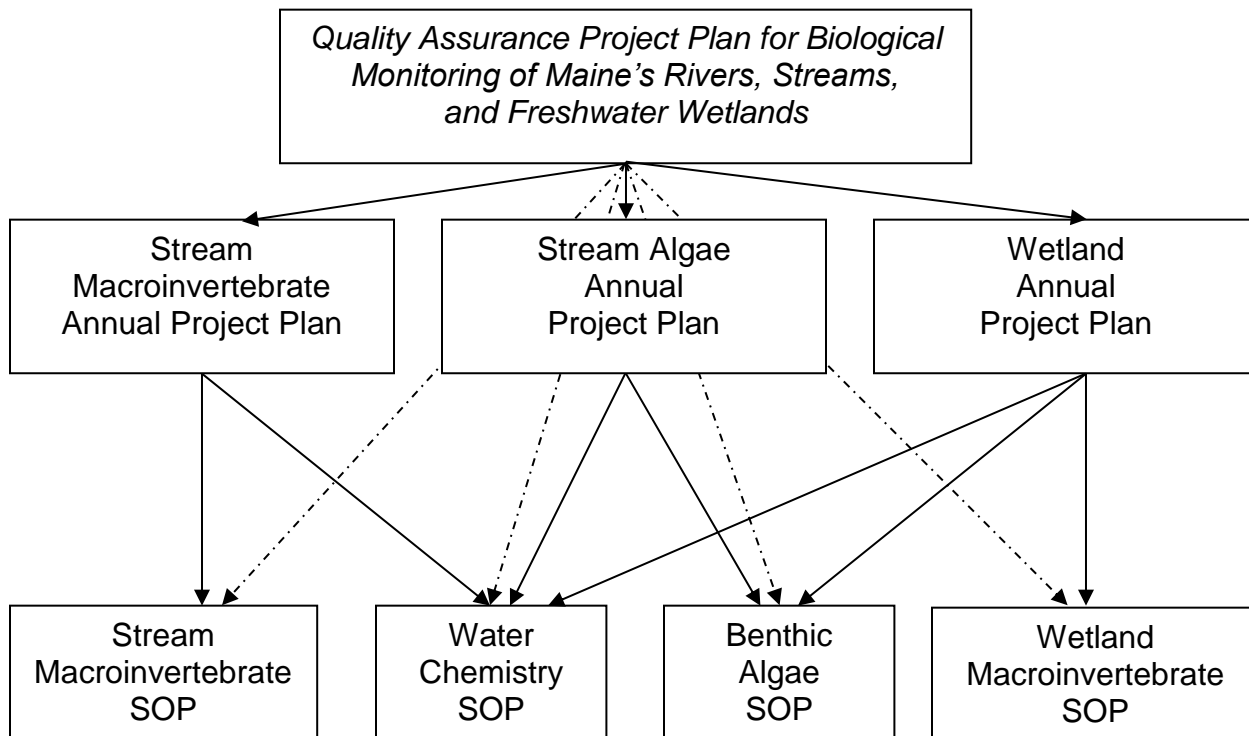 Quality Assurance Project Plan for Biological
Monitoring of Maine’s Rivers, Streams,
and Freshwater Wetlands
Stream
Macroinvertebrate
Annual Project Plan
Stream Algae
Annual
Project Plan
Wetland
Annual
Project Plan
Stream
Macroinvertebrate
SOP
Water
Chemistry
SOP
Benthic
Algae
SOP
Wetland
Macroinvertebrate
SOP